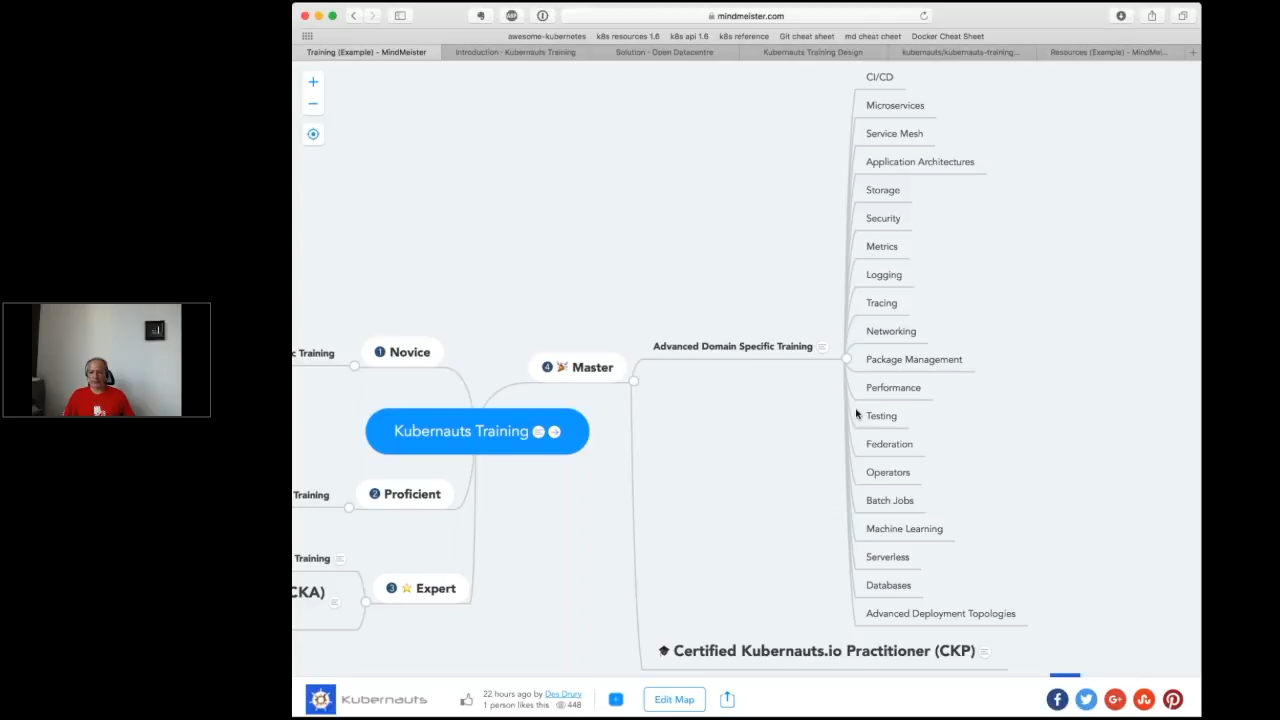 mindmeister.com
awesome-kubernetes k8s resources 1.6 k8s api 1.6 k8s reference Git cheat sheet md cheat cheet Docker Cheat Sheet
Training (Example) - MindMeister Introduction - Kubernauts Training Solution - Open Datacentre Kubernauts Training Design kubernauts/kubernauts-training... Resources (Example) - MindMei...
CI/CD
Microservices
Service Mesh
Application Architectures
Storage
Security
Metrics
Logging
Tracing
Networking
Package Management
Performance
Testing
Federation
Operators
Batch Jobs
Machine Learning
Serverless
Databases
Advanced Deployment Topologies
Advanced Domain Specific Training
c Training
1 Novice
4 Master
Kubernauts Training
Training
2 Proficient
Training
CKA)
3 Expert
Certified Kubernauts.io Practitioner (CKP)
Kubernauts
22 hours ago by Des Drury
1 person likes this 448
Edit Map